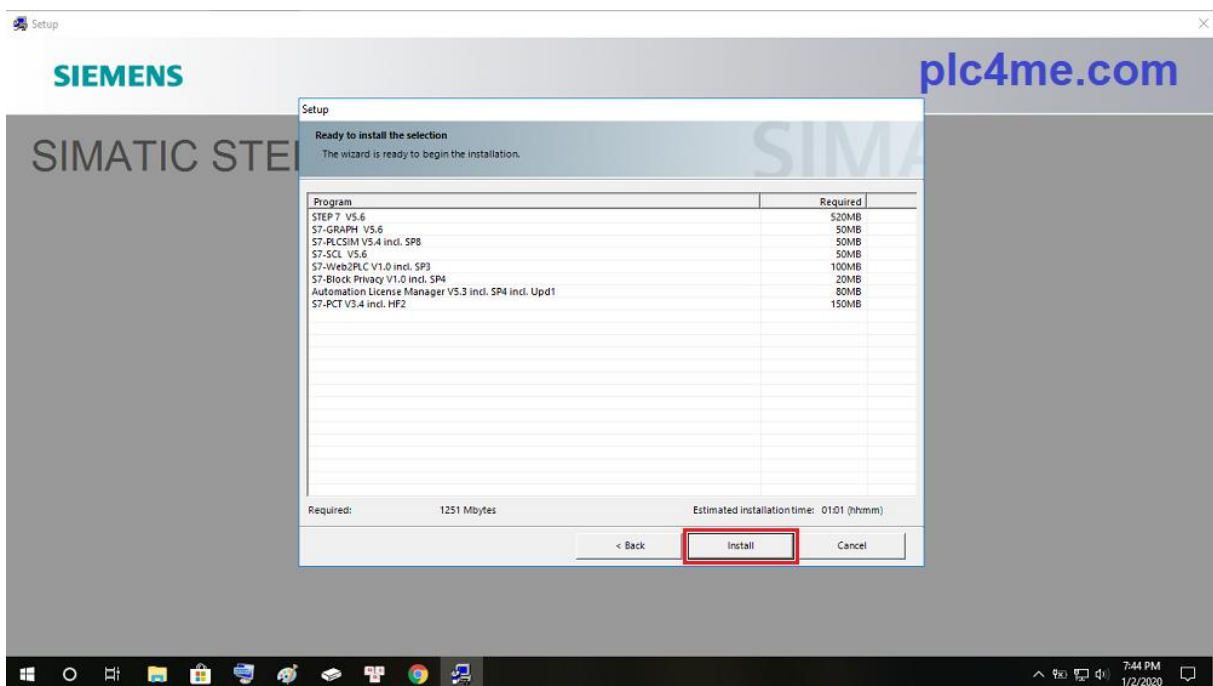 Setup
SIEMENS
plc4me.com
SIMATIC STE
Setup
Ready to install the selection
The wizard is ready to begin the installation.
SIMA
Program Required
STEP 7 V5.6 520MB
S7-GRAPH V5.6 50MB
S7-PLCSIM V5.4 incl. SP8 50MB
S7-SCL V5.6 50MB
S7-Web2PLC V1.0 incl. SP3 100MB
S7-Block Privacy V1.0 incl. SP4 20MB
Automation License Manager V5.3 incl. SP4 incl. Upd1 80MB
S7-PCT V3.4 incl. HF2 150MB
Required: 1251 Mbytes Estimated installation time: 01:01 (hh:mm)
< Back Install Cancel
7:44 PM
1/2/2020